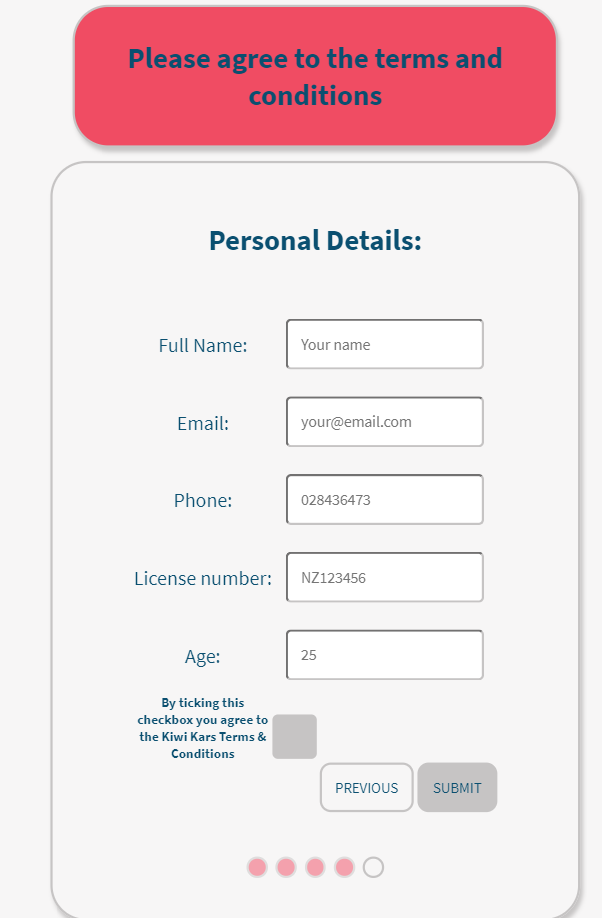 Please agree to the terms and
conditions
Personal Details:
Full Name: Your name
Email: your@email.com
Phone: 028436473
License number: NZ123456
Age: 25
By ticking this
checkbox you agree to
the Kiwi Kars Terms &
Conditions
PREVIOUS SUBMIT